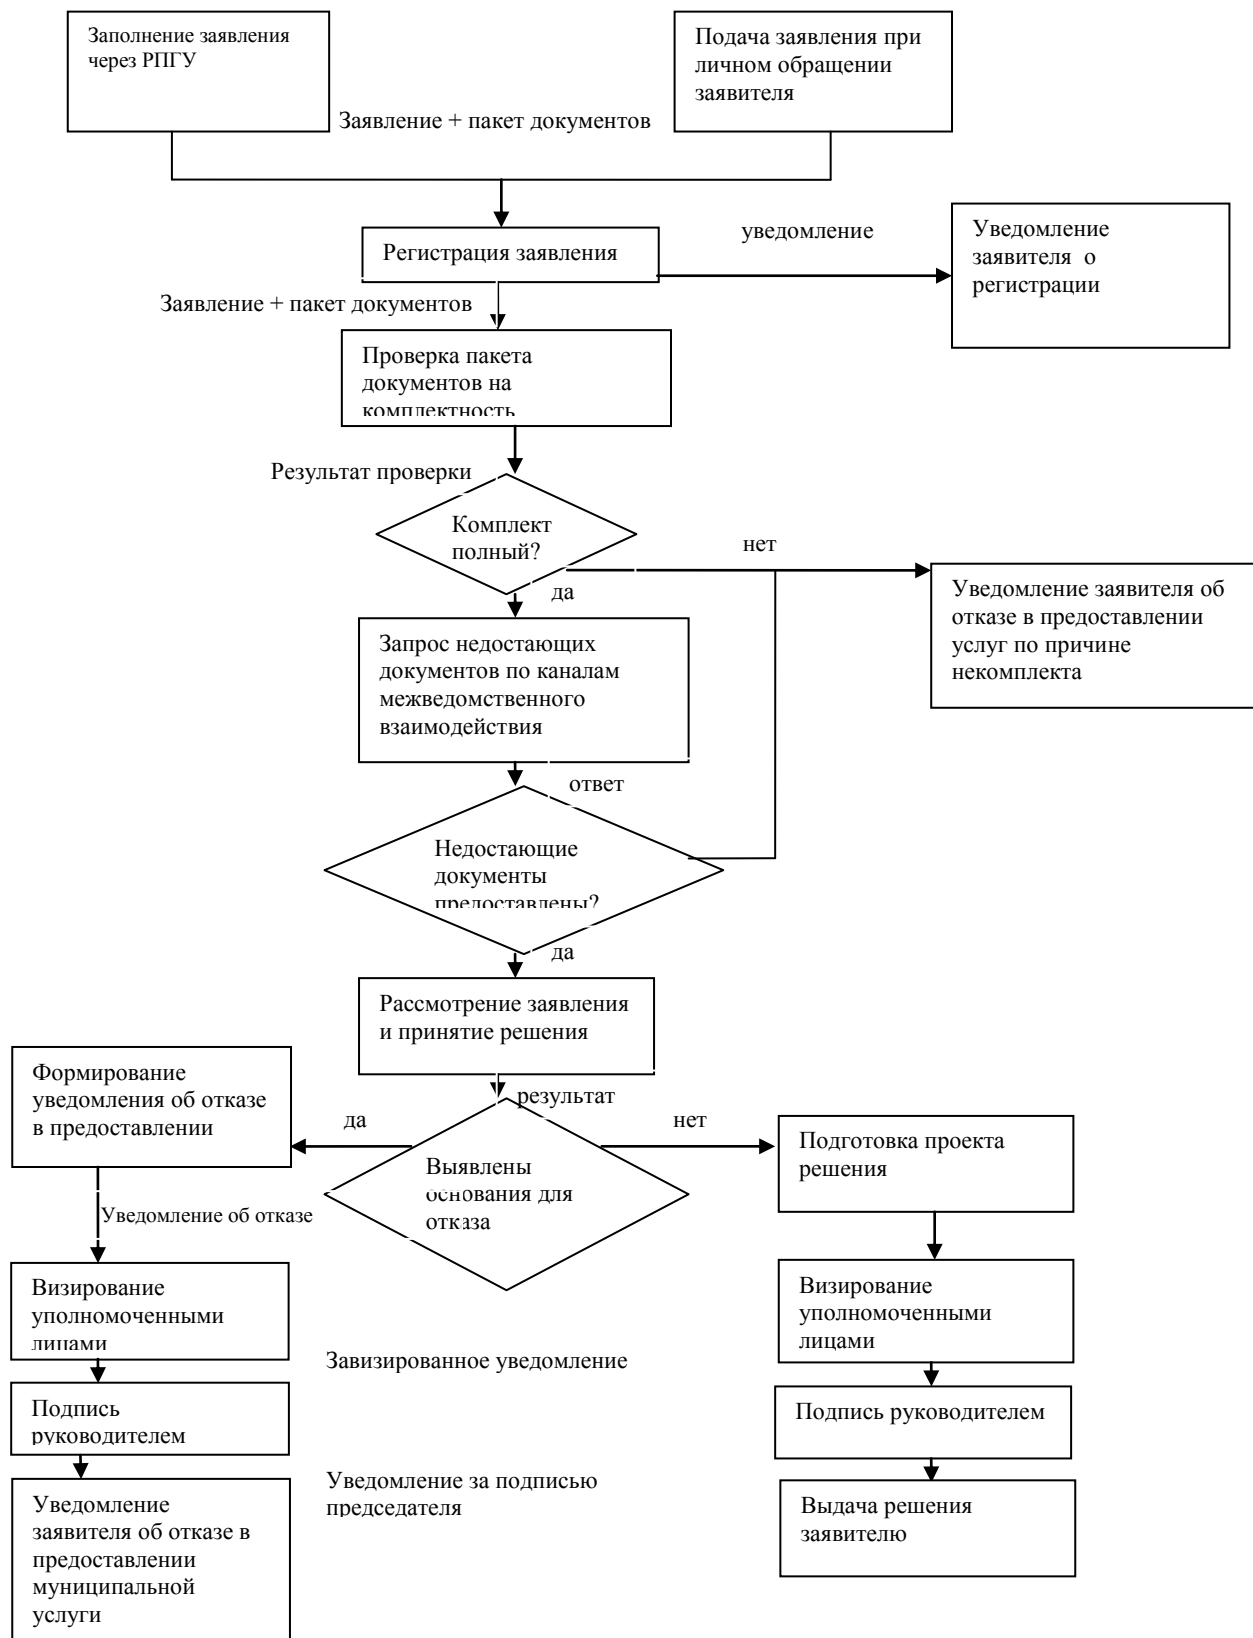 Заполнение заявления
через РПГУ
Подача заявления при
личном обращении
заявителя
Заявление + пакет документов
Регистрация заявления
уведомление
Уведомление
заявителя о
регистрации
Заявление + пакет документов
Проверка пакета
документов на
комплектность
Результат проверки
Комплект
полный?
нет
да
Уведомление заявителя об
отказе в предоставлении
услуг по причине
некомплекта
Запрос недостающих
документов по каналам
межведомственного
взаимодействия
ответ
Недостающие
документы
предоставлены?
да
Рассмотрение заявления
и принятие решения
результат
Формирование
уведомления об отказе
в предоставлении
да
нет
Выявлены
основания для
отказа
Подготовка проекта
решения
Уведомление об отказе
Визирование
уполномоченными
лицами
Визирование
уполномоченными
лицами
Завизированное уведомление
Подпись
руководителем
Подпись руководителем
Уведомление за подписью
председателя
Уведомление
заявителя об отказе в
предоставлении
муниципальной
услуги
Выдача решения
заявителю